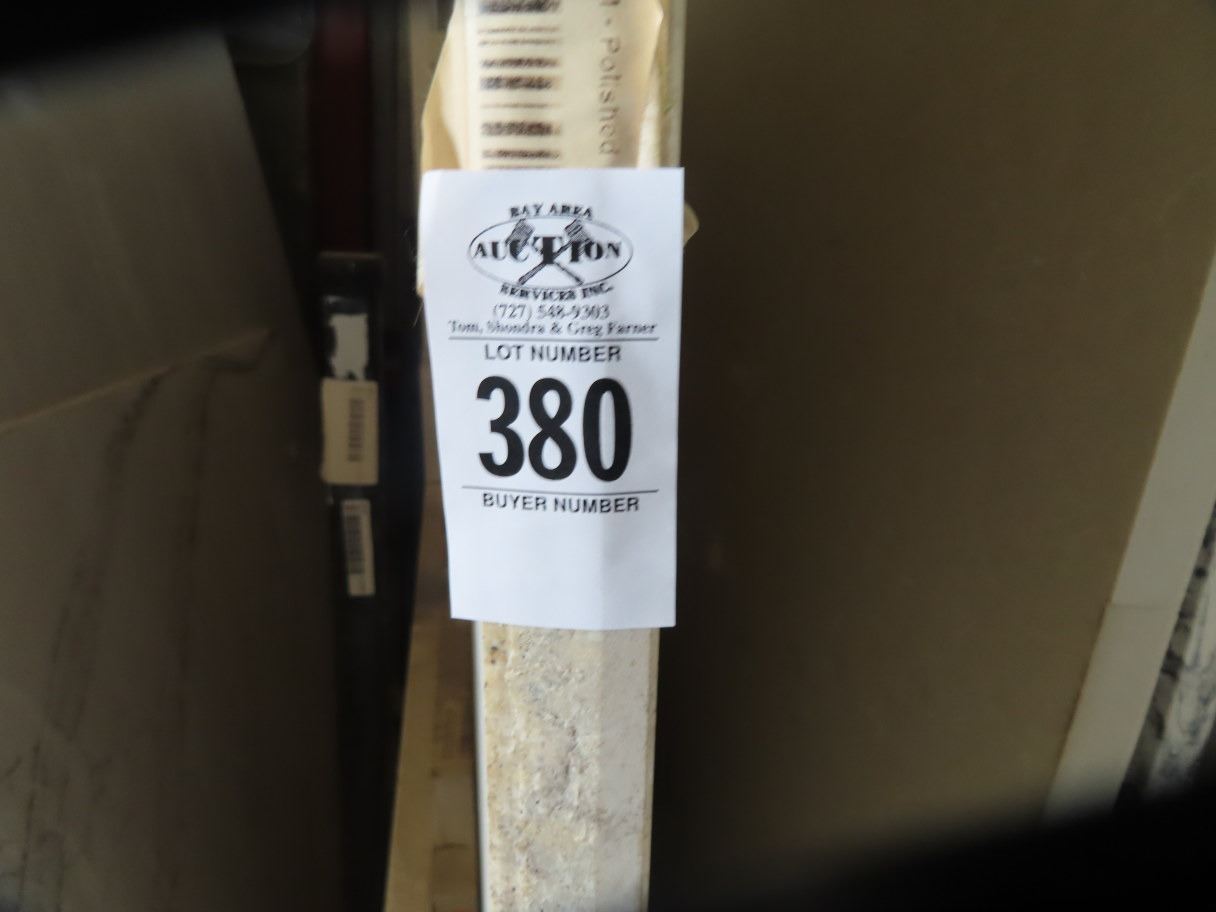 - Polished
BAY AREA
AUCTION
SERVICES INC.
(727) 548-9303
Tom, Shondra & Greg Farner
LOT NUMBER
380
BUYER NUMBER